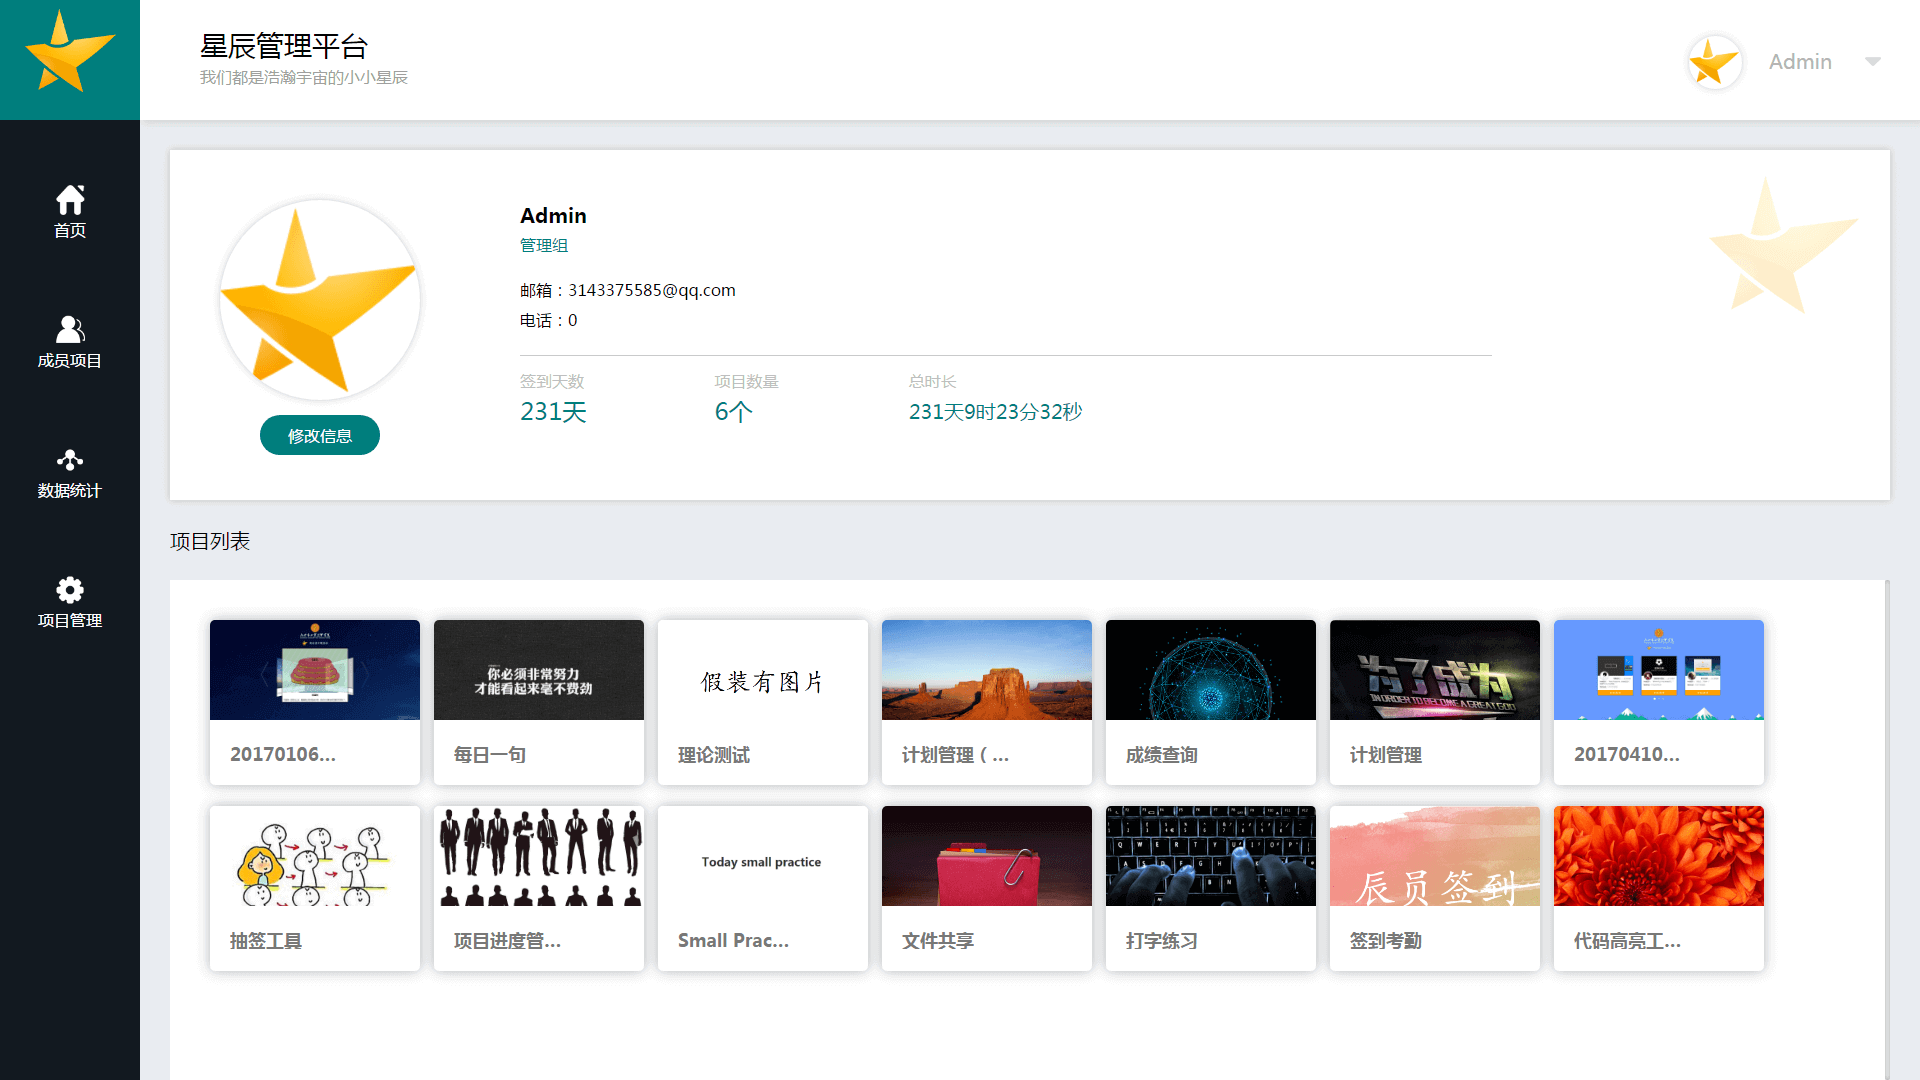 星辰管理平台
我们都是浩瀚宇宙的小小星辰
Admin
首页
成员项目
数据统计
项目管理
Admin
管理组
邮箱：3143375585@qq.com
电话：0
签到天数
项目数量
总时长
231天
6个
231天9时23分32秒
修改信息
项目列表
你必须非常努力
才能看起来毫不费劲
假装有图片
为了成为
IN ORDER TO BECOME A GREAT GOD
20170106...
每日一句
理论测试
计划管理（...
成绩查询
计划管理
20170410...
Today small practice
辰员签到
抽签工具
项目进度管...
Small Prac...
文件共享
打字练习
签到考勤
代码高亮工...